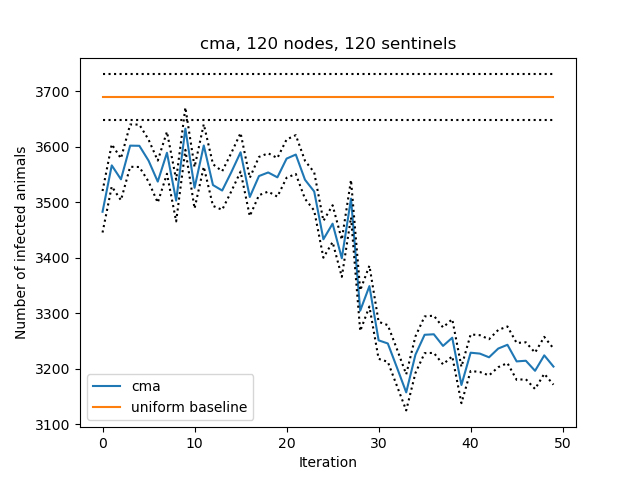 cma, 120 nodes, 120 sentinels
Number of infected animals
3700
3600
3500
3400
3300
3200
3100
cma
uniform baseline
0 10 20 30 40 50
Iteration